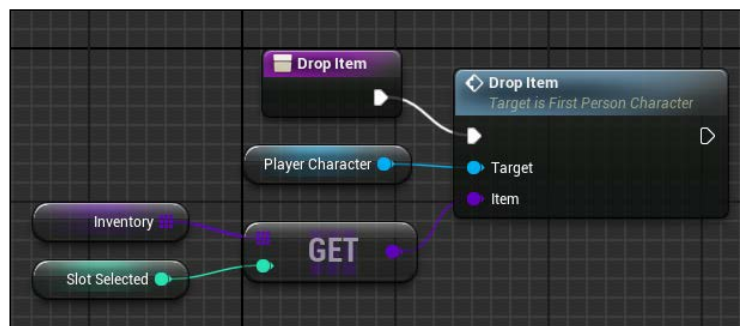 Drop Item
Drop Item
Target is First Person Character
Player Character
Target
Item
Inventory
GET
Slot Selected